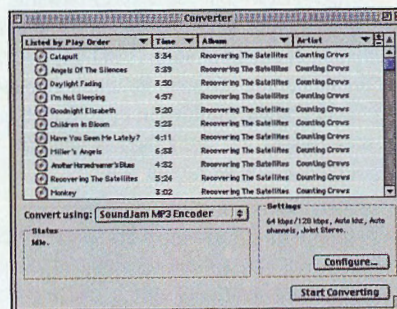 Converter
Listed by Play Order Time Album Artist
Catapult 3:34 Recovering The Satellites Counting Crows
Angels Of The Silences 3:39 Recovering The Satellites Counting Crows
Daylight Fading 3:50 Recovering The Satellites Counting Crows
I'm Not Sleeping 4:57 Recovering The Satellites Counting Crows
Goodnight Elisabeth 5:20 Recovering The Satellites Counting Crows
Children in Bloom 5:23 Recovering The Satellites Counting Crows
Have You Seen Me Lately? 4:11 Recovering The Satellites Counting Crows
Miller's Angels 6:33 Recovering The Satellites Counting Crows
Another Horsedreamer's Blues 4:32 Recovering The Satellites Counting Crows
Recovering The Satellites 5:24 Recovering The Satellites Counting Crows
Monkey 3:02 Recovering The Satellites Counting Crows
Convert using: SoundJam MP3 Encoder
Status
Idle.
Settings
64 kbps/128 kbps, Auto khz, Auto
channels, Joint Stereo.
Configure...
Start Converting